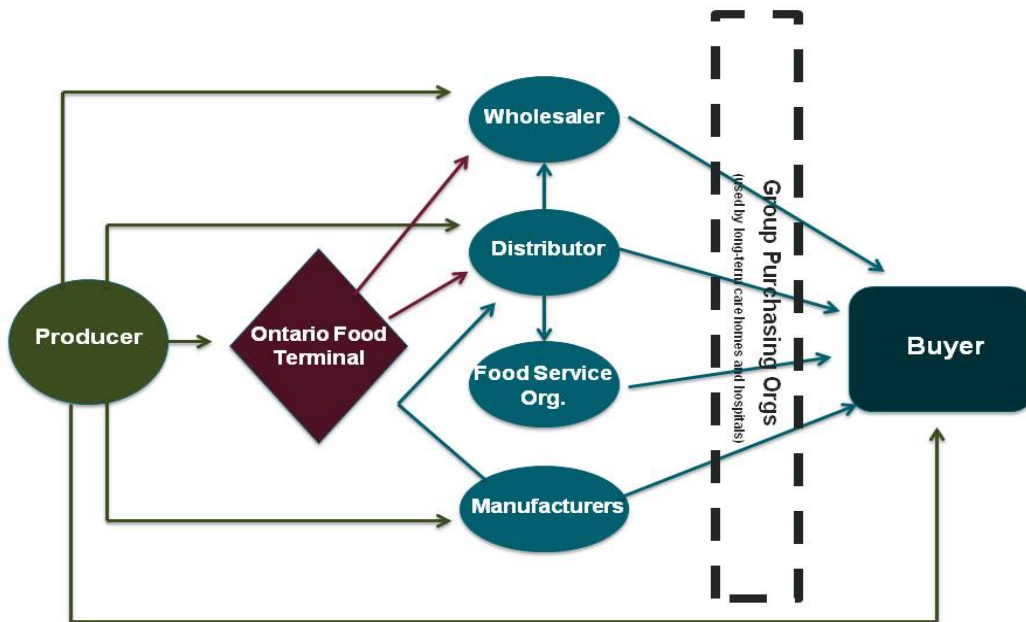 Producer
Ontario Food
Terminal
Wholesaler
Distributor
Food Service
Org.
Manufacturers
Group Purchasing Orgs
(used by long-term care homes and hospitals)
Buyer